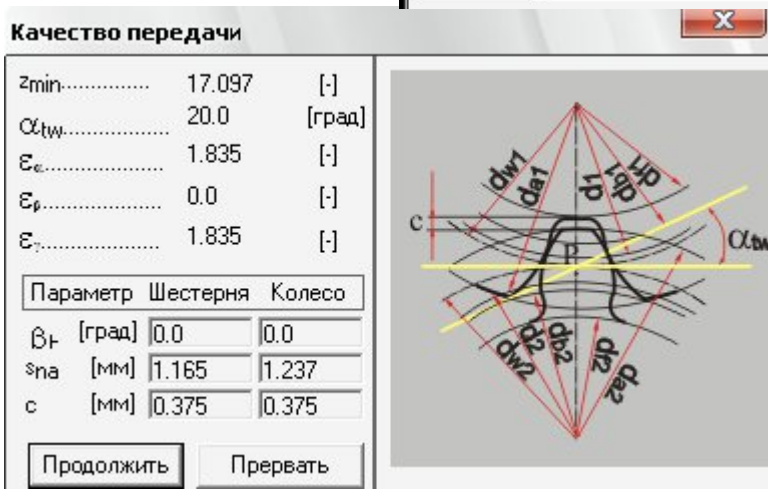 Качество передачи
X
zmin............... 17.097 [-]
αtw.................. 20.0 [град]
εα..................... 1.835 [-]
εβ..................... 0.0 [-]
εγ..................... 1.835 [-]
Параметр Шестерня Колесо
[град] 0.0 0.0
sna [мм] 1.165 1.237
c [мм] 0.375 0.375
Продолжить Прервать
dw1 da1 d1 db1 df1
c
P
αtw
dw2 d2 db2 df2 da2